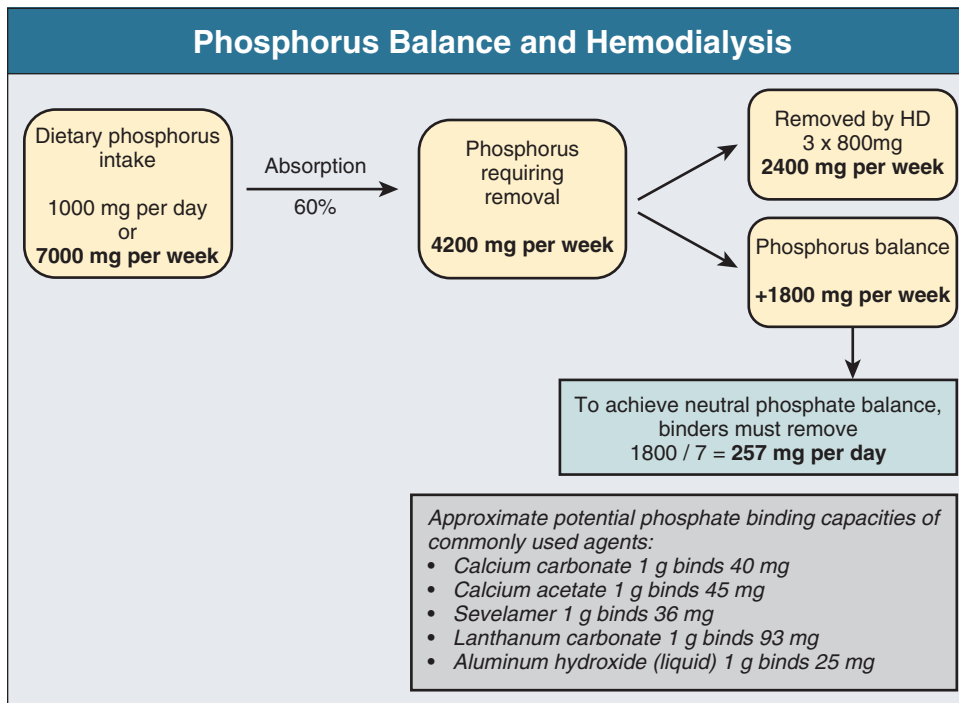 Phosphorus Balance and Hemodialysis
Dietary phosphorus
intake
1000 mg per day
or
7000 mg per week
Absorption
60%
Phosphorus
requiring
removal
4200 mg per week
Removed by HD
3 x 800mg
2400 mg per week
Phosphorus balance
+1800 mg per week
To achieve neutral phosphate balance,
binders must remove
1800 / 7 = 257 mg per day
Approximate potential phosphate binding capacities of
commonly used agents:
• Calcium carbonate 1 g binds 40 mg
• Calcium acetate 1 g binds 45 mg
• Sevelamer 1 g binds 36 mg
• Lanthanum carbonate 1 g binds 93 mg
• Aluminum hydroxide (liquid) 1 g binds 25 mg